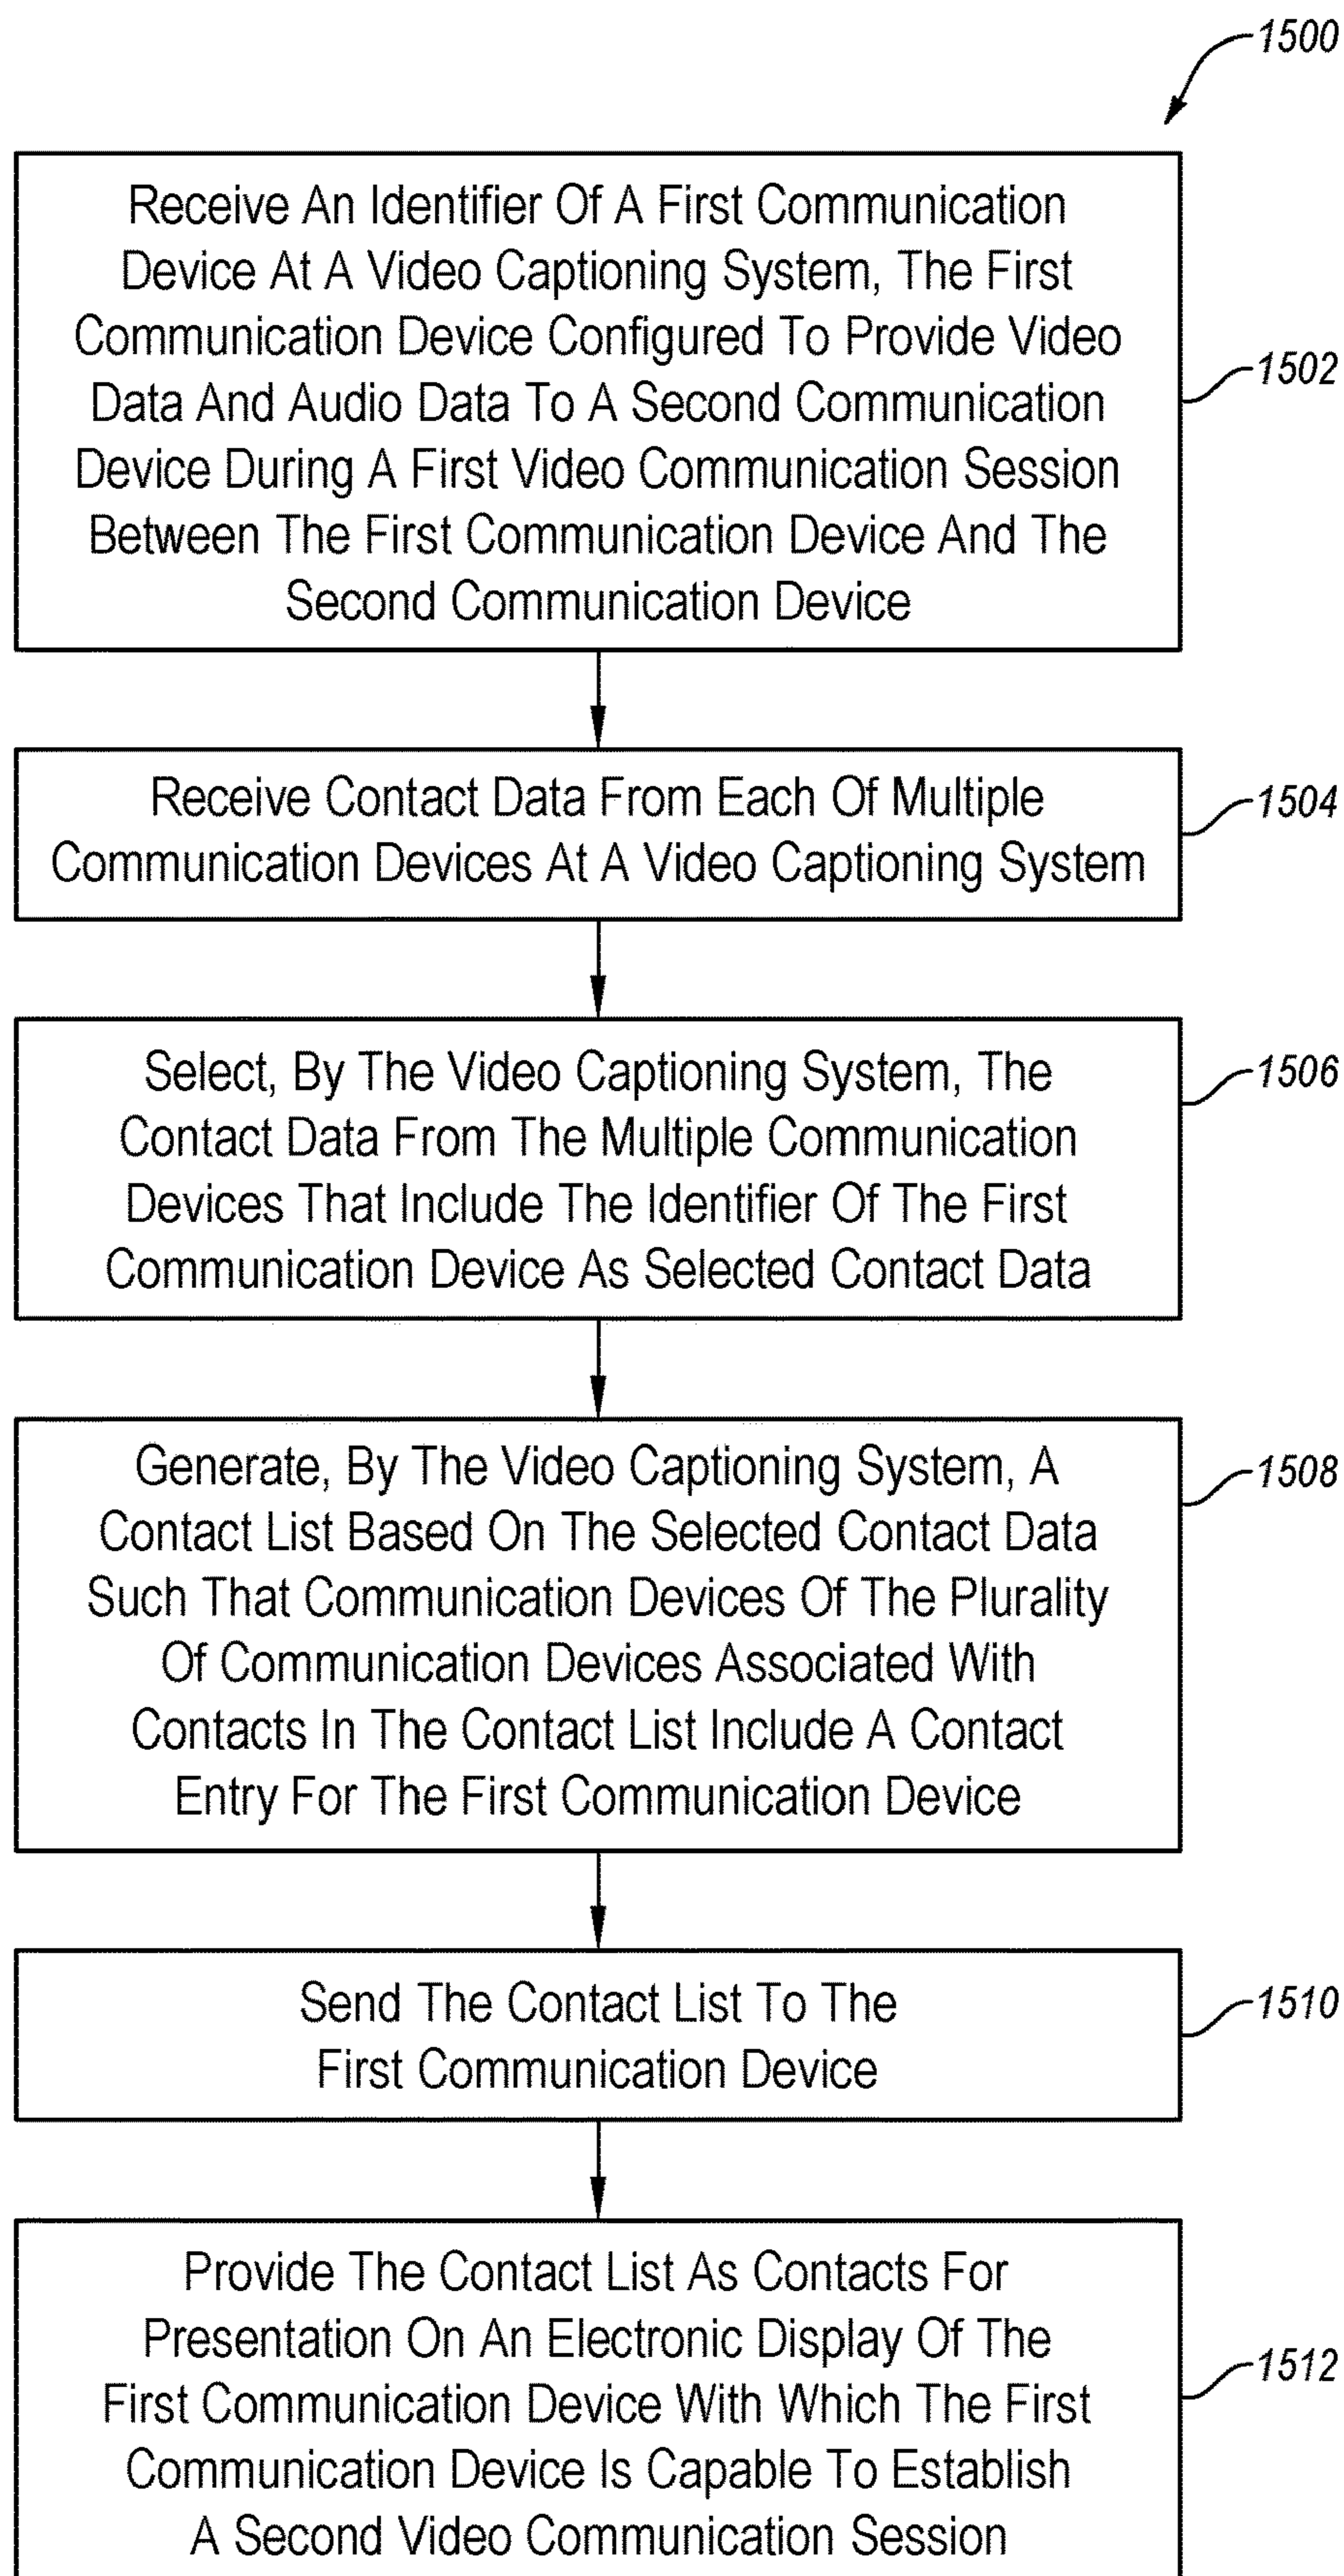 1500
Receive An Identifier Of A First Communication
Device At A Video Captioning System, The First
Communication Device Configured To Provide Video
Data And Audio Data To A Second Communication
Device During A First Video Communication Session
Between The First Communication Device And The
Second Communication Device
1502
Receive Contact Data From Each Of Multiple
Communication Devices At A Video Captioning System
1504
Select, By The Video Captioning System, The
Contact Data From The Multiple Communication
Devices That Include The Identifier Of The First
Communication Device As Selected Contact Data
1506
Generate, By The Video Captioning System, A
Contact List Based On The Selected Contact Data
Such That Communication Devices Of The Plurality
Of Communication Devices Associated With
Contacts In The Contact List Include A Contact
Entry For The First Communication Device
1508
Send The Contact List To The
First Communication Device
1510
Provide The Contact List As Contacts For
Presentation On An Electronic Display Of The
First Communication Device With Which The First
Communication Device Is Capable To Establish
A Second Video Communication Session
1512